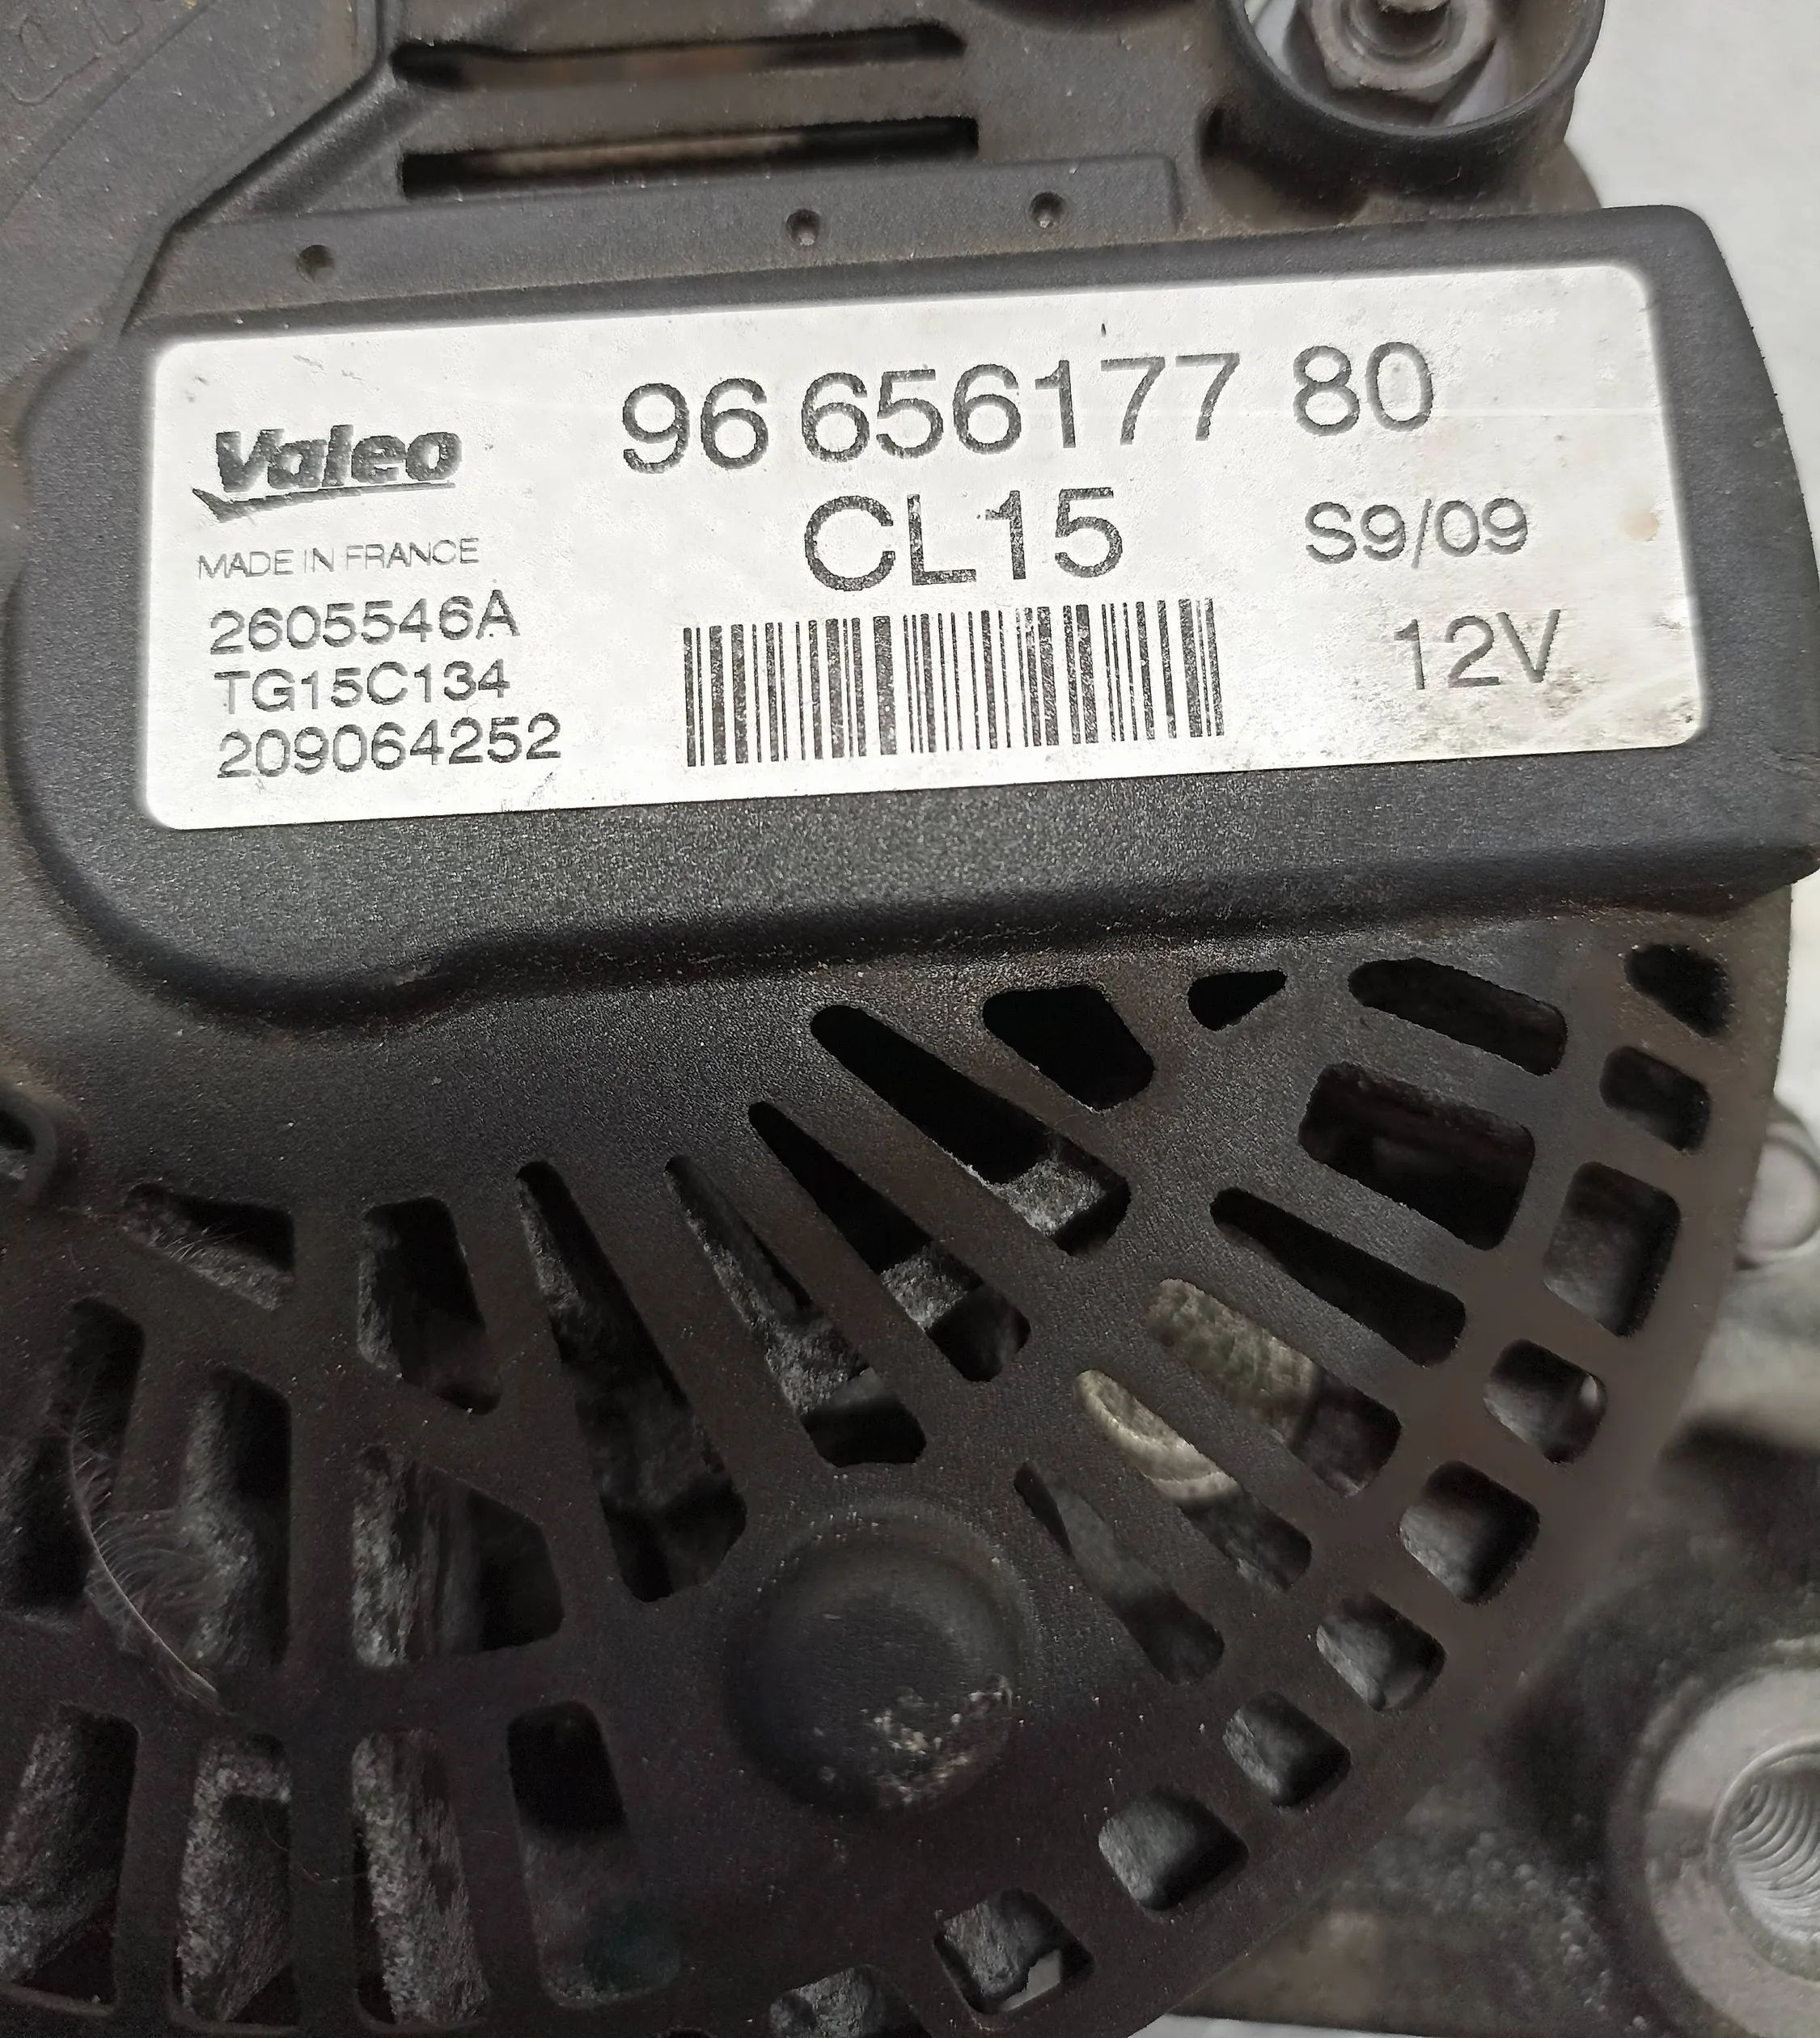 Valeo
MADE IN FRANCE
2605546A
TG15C134
209064252
96 656177 80
CL15
S9/09
12V